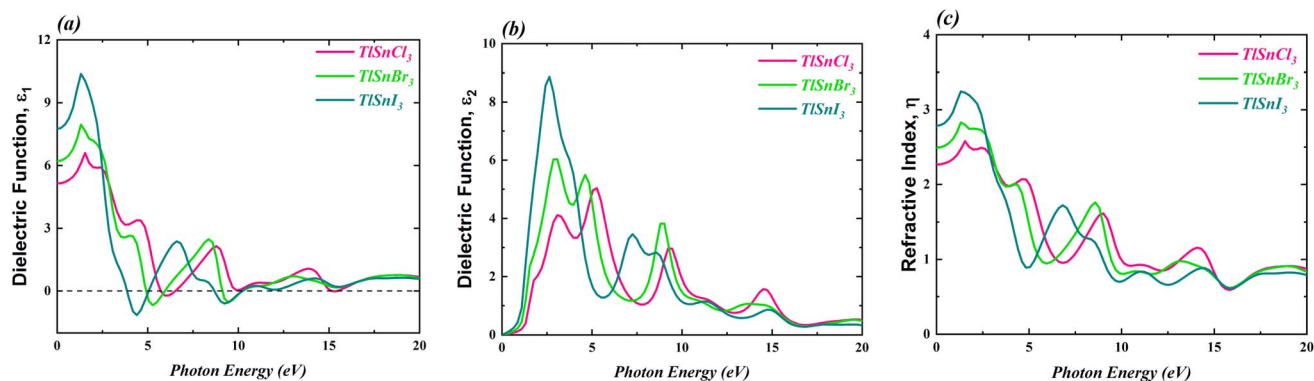 (a)
TlSnCl₃
TlSnBr₃
TlSnI₃
Dielectric Function, ε₁
12
9
6
3
0
0
5
10
15
20
Photon Energy (eV)
(b)
TlSnCl₃
TlSnBr₃
TlSnI₃
Dielectric Function, ε₂
10
8
6
4
2
0
0
5
10
15
20
Photon Energy (eV)
(c)
TlSnCl₃
TlSnBr₃
TlSnI₃
Refractive Index, η
4
3
2
1
0
0
5
10
15
20
Photon Energy (eV)